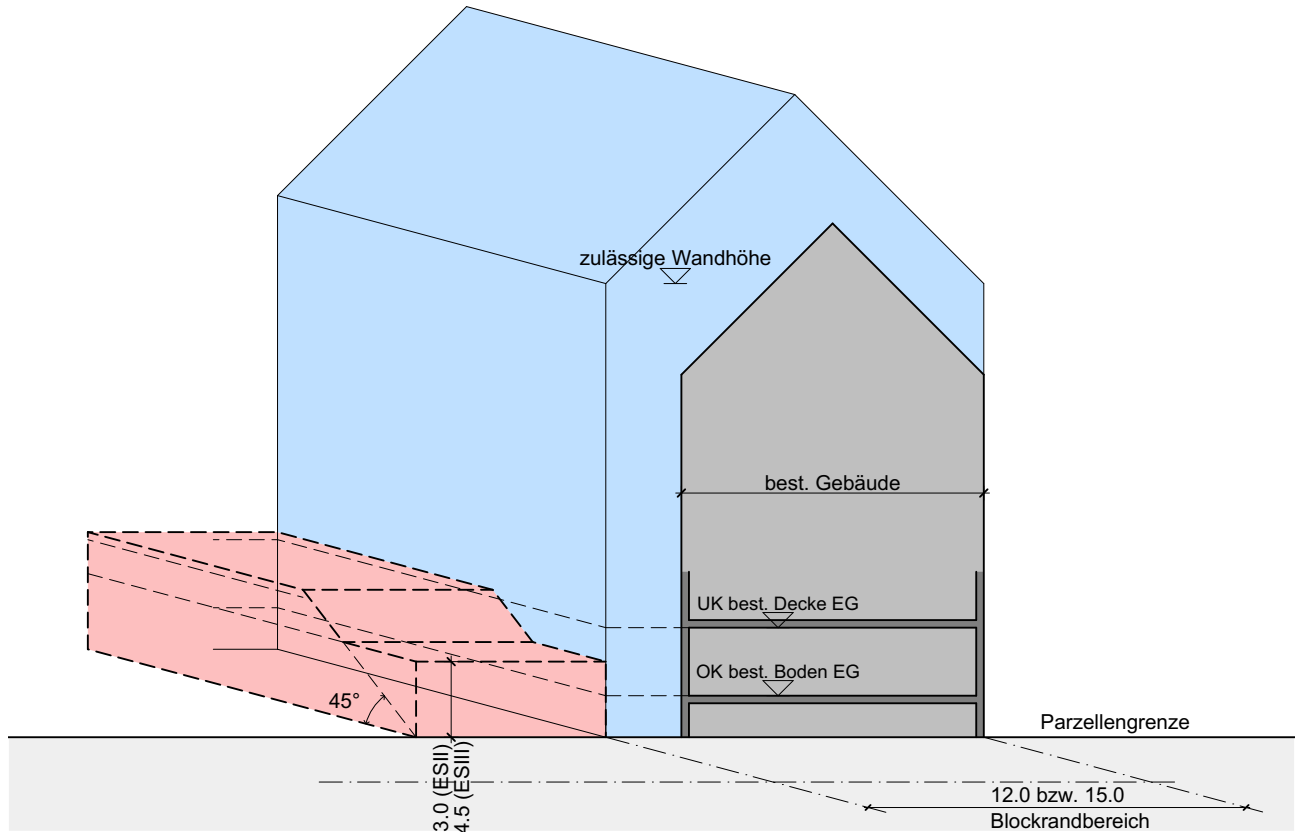 zulässige Wandhöhe
best. Gebäude
UK best. Decke EG
OK best. Boden EG
45°
Parzellengrenze
3.0 (ESII)
4.5 (ESIII)
12.0 bzw. 15.0
Blockrandbereich